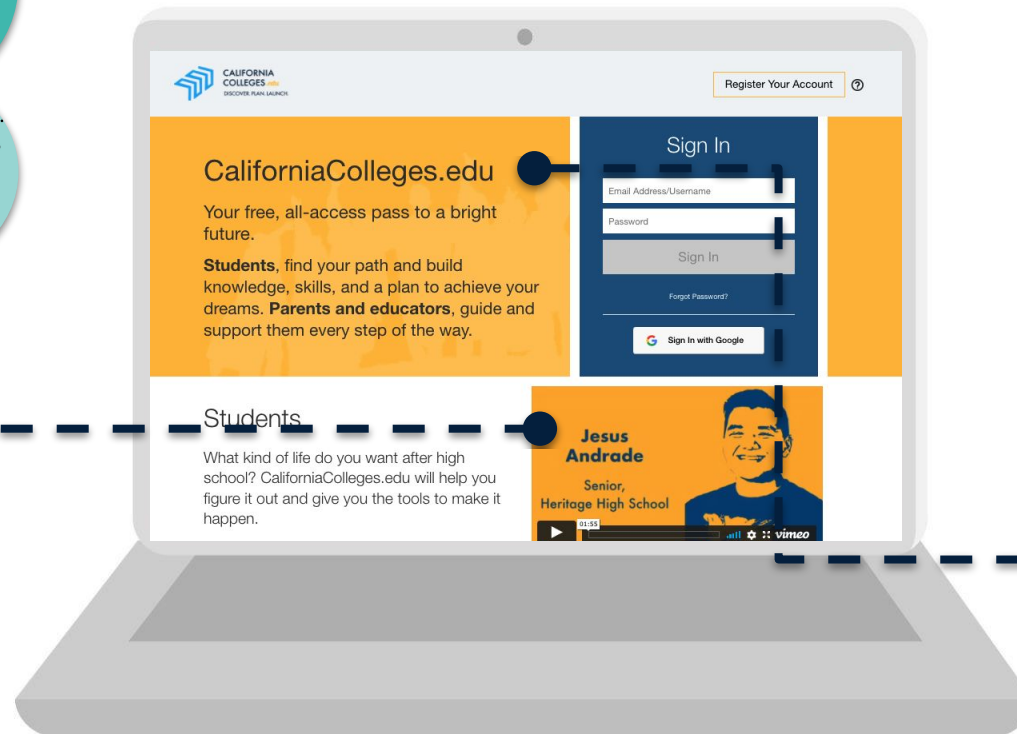 CALIFORNIA
COLLEGES.edu
DISCOVER. PLAN. LAUNCH.
Register Your Account
CaliforniaColleges.edu
Your free, all-access pass to a bright
future.
Students, find your path and build
knowledge, skills, and a plan to achieve your
dreams. Parents and educators, guide and
support them every step of the way.
Sign In
Email Address/Username
Password
Sign In
Forgot Password?
G Sign In with Google
Students
What kind of life do you want after high
school? CaliforniaColleges.edu will help you
figure it out and give you the tools to make it
happen.
Jesus
Andrade
Senior,
Heritage High School
01:55
vimeo